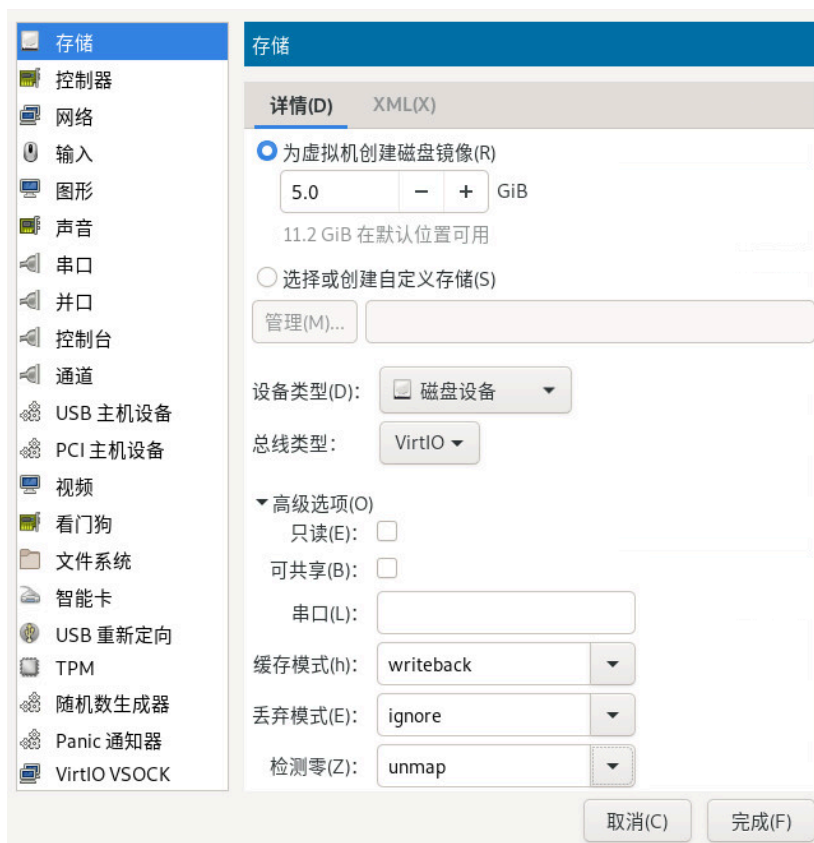 存储
控制器
网络
输入
图形
声音
串口
并口
控制台
通道
USB 主机设备
PCI 主机设备
视频
看门狗
文件系统
智能卡
USB 重新定向
TPM
随机数生成器
Panic 通知器
VirtIO VSOCK
存储
详情(D) XML(X)
为虚拟机创建磁盘镜像(R)
5.0 − + GiB
11.2 GiB 在默认位置可用
选择或创建自定义存储(S)
管理(M)...
设备类型(D): 磁盘设备
总线类型: VirtIO
高级选项(O)
只读(E):
可共享(B):
串口(L):
缓存模式(h): writeback
丢弃模式(E): ignore
检测零(Z): unmap
取消(C) 完成(F)